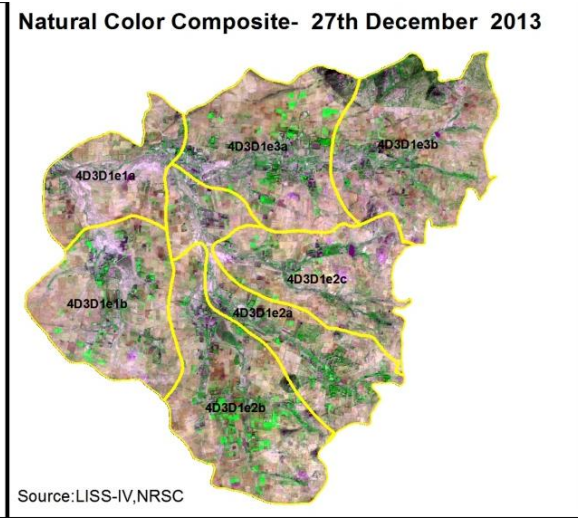 Natural Color Composite- 27th December 2013
4D3D1e3a
4D3D1e3b
4D3D1e1a
4D3D1e2c
4D3D1e1b
4D3D1e2a
4D3D1e2b
Source:LISS-IV,NRSC